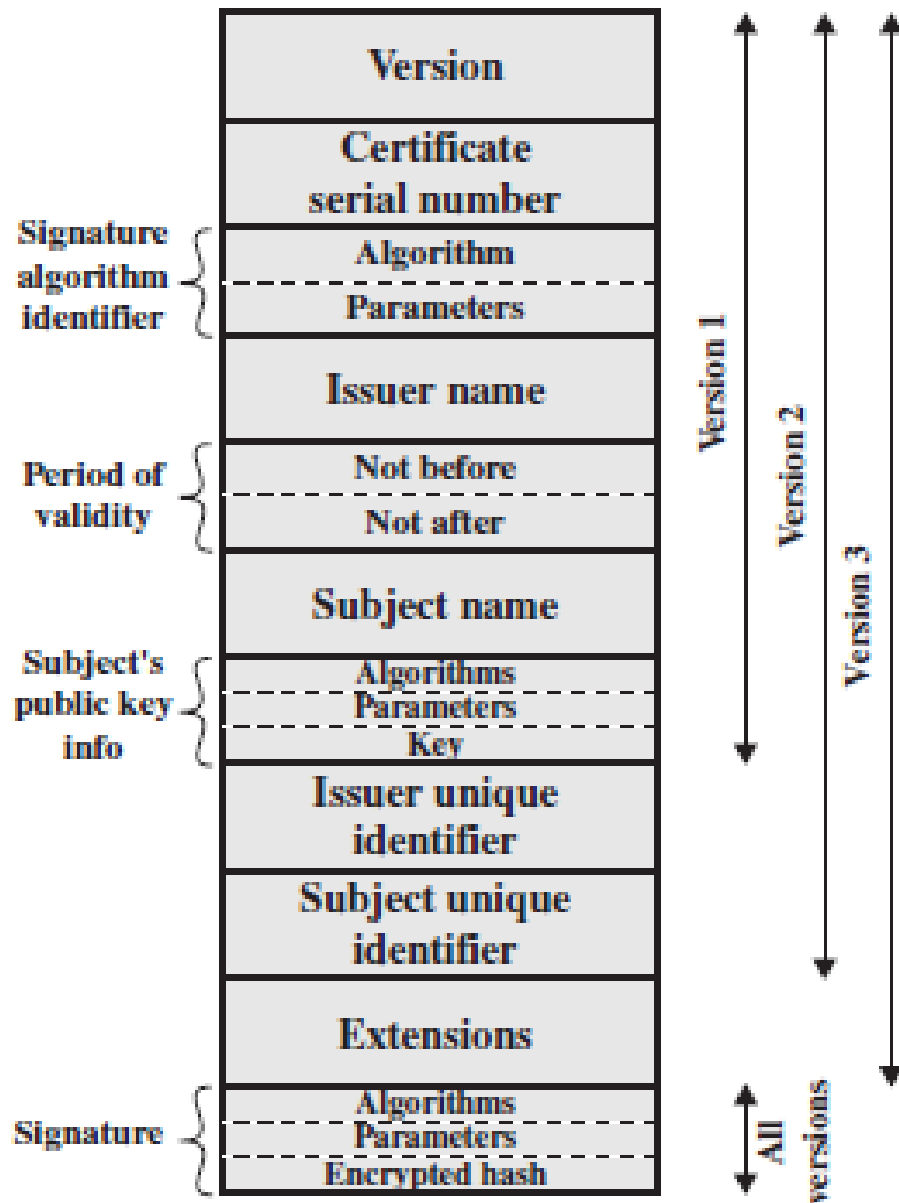 Version
Certificate
serial number
Signature
algorithm
identifier
Algorithm
Parameters
Issuer name
Period of
validity
Not before
Not after
Subject name
Subject's
public key
info
Algorithms
Parameters
Key
Issuer unique
identifier
Subject unique
identifier
Extensions
Signature
Algorithms
Parameters
Encrypted hash
Version 1
Version 2
Version 3
All
versions